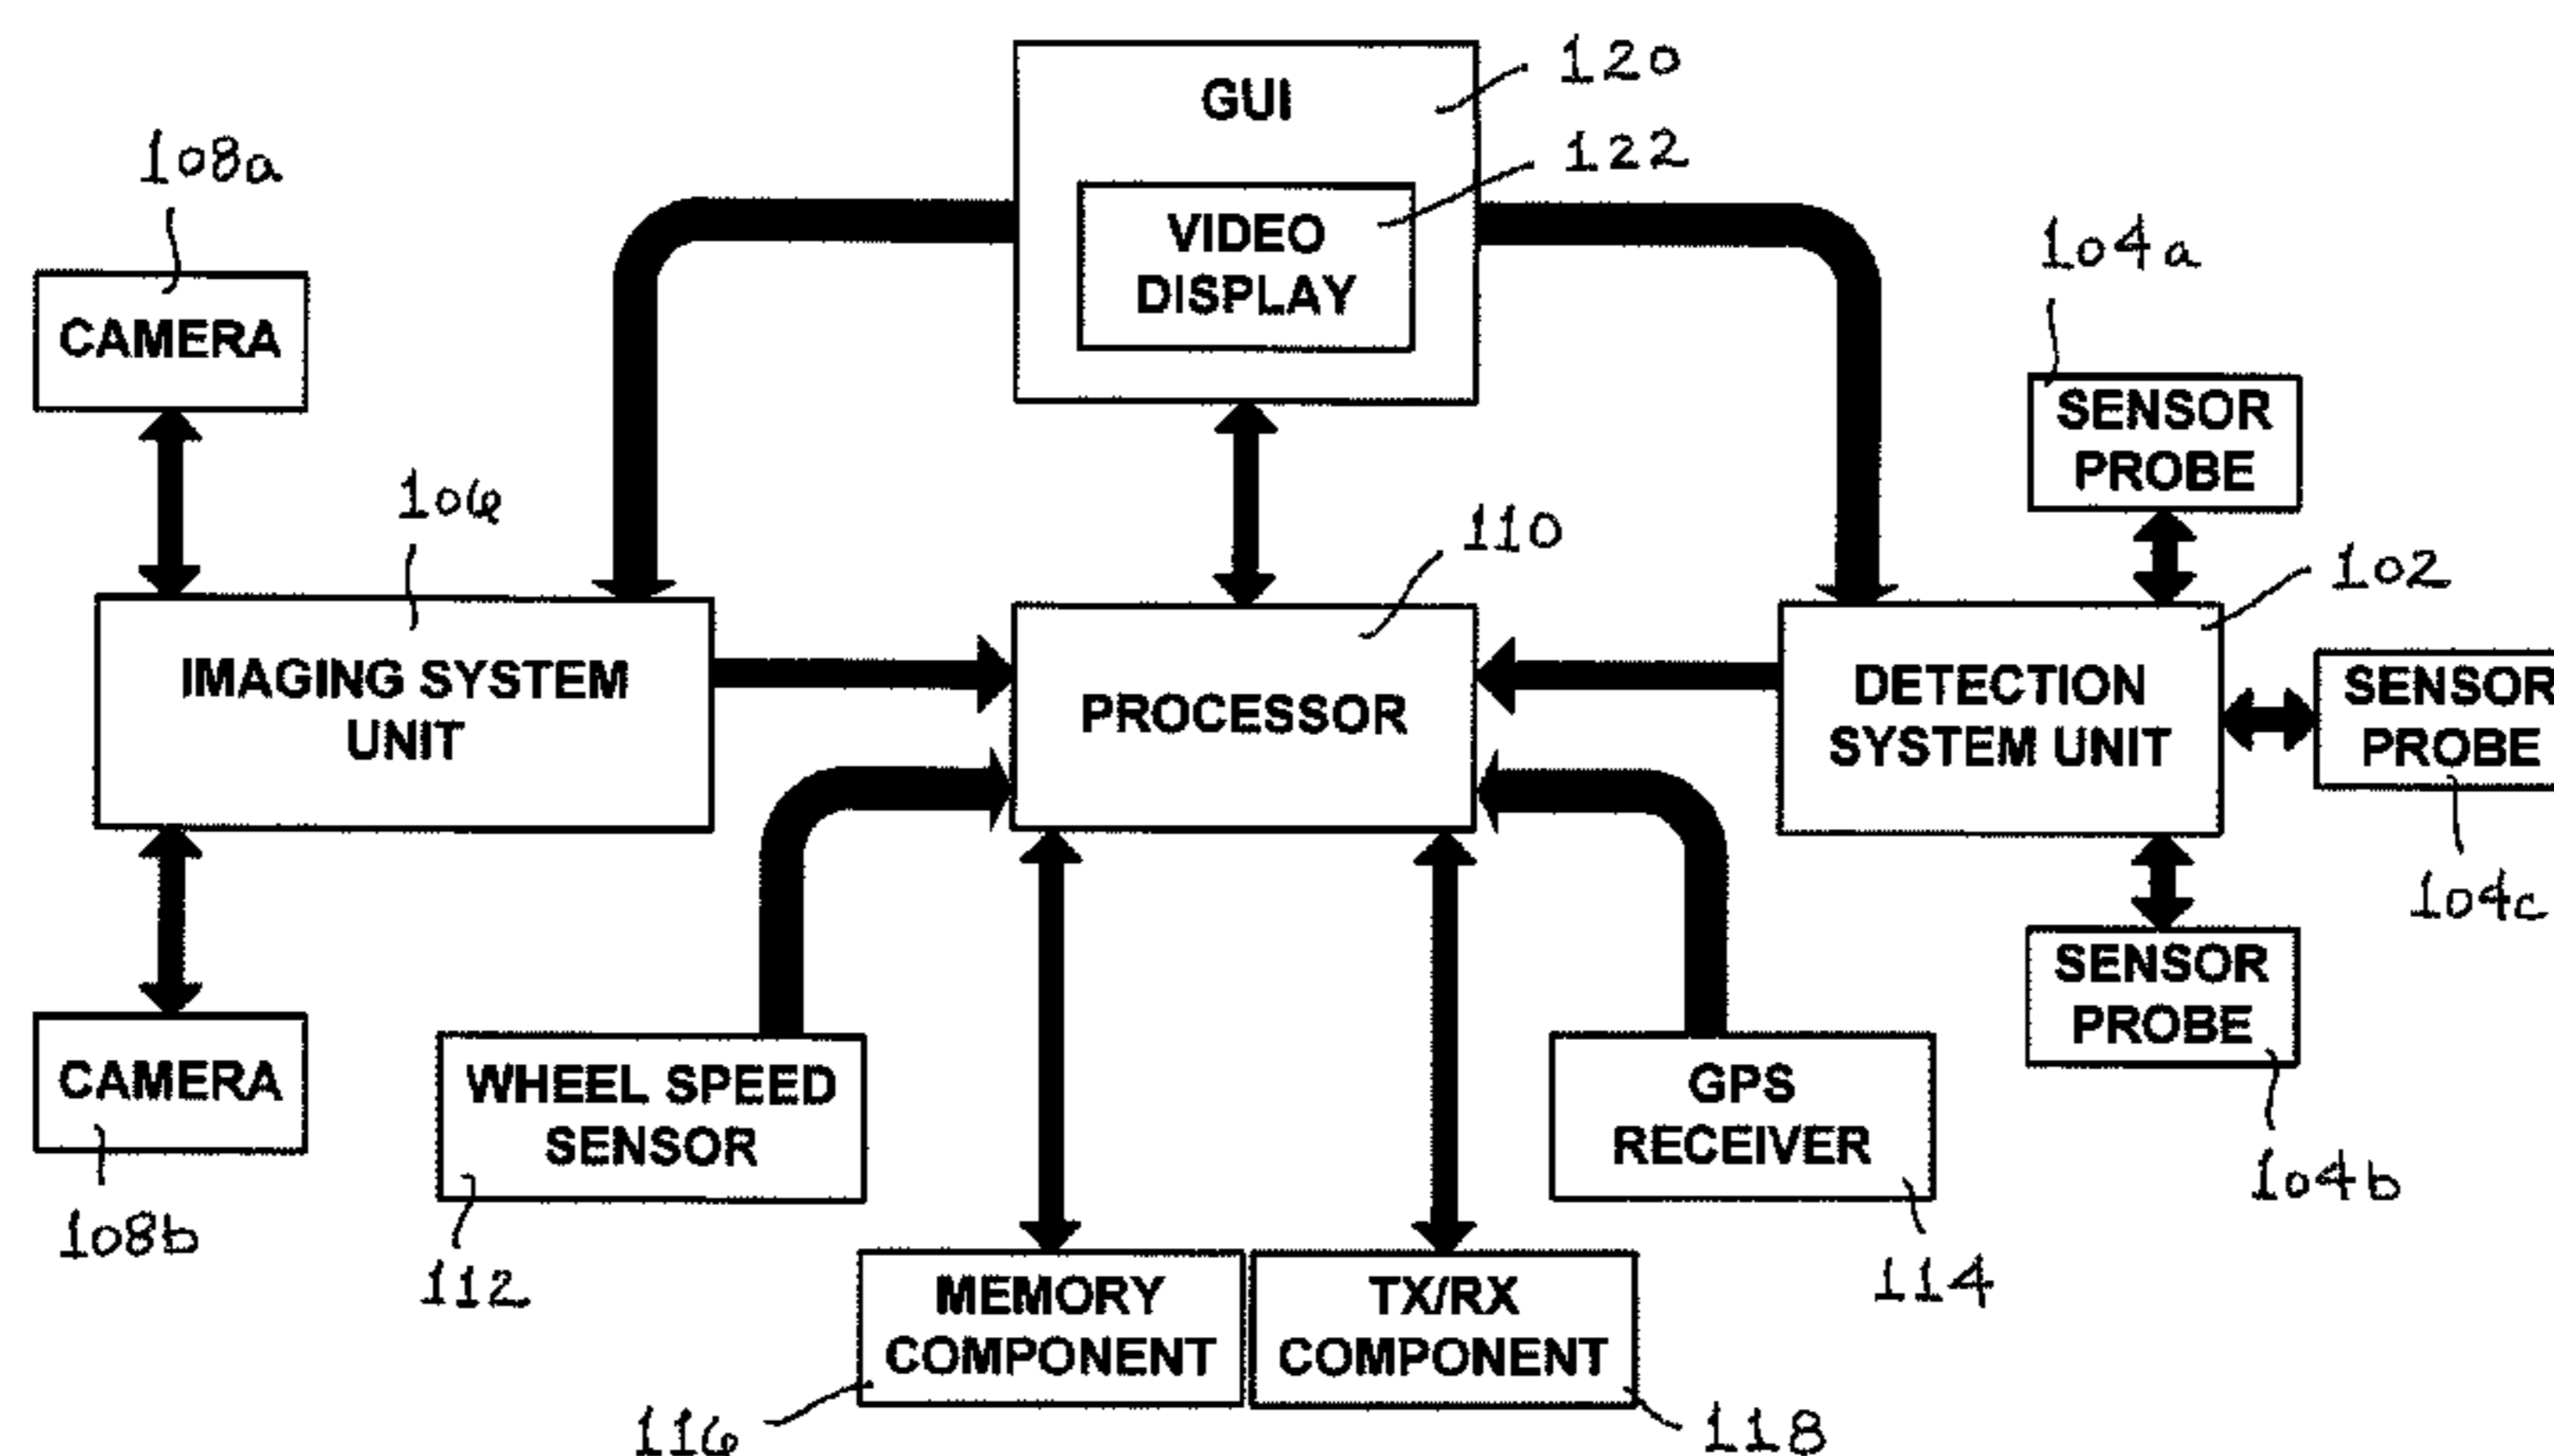 120
GUI
108a
122
VIDEO
DISPLAY
104a
CAMERA
SENSOR
PROBE
106
110
102
IMAGING SYSTEM
UNIT
PROCESSOR
DETECTION
SYSTEM UNIT
SENSOR
PROBE
104c
SENSOR
PROBE
CAMERA
WHEEL SPEED
SENSOR
GPS
RECEIVER
104b
108b
112
114
MEMORY
COMPONENT
TX/RX
COMPONENT
116
118